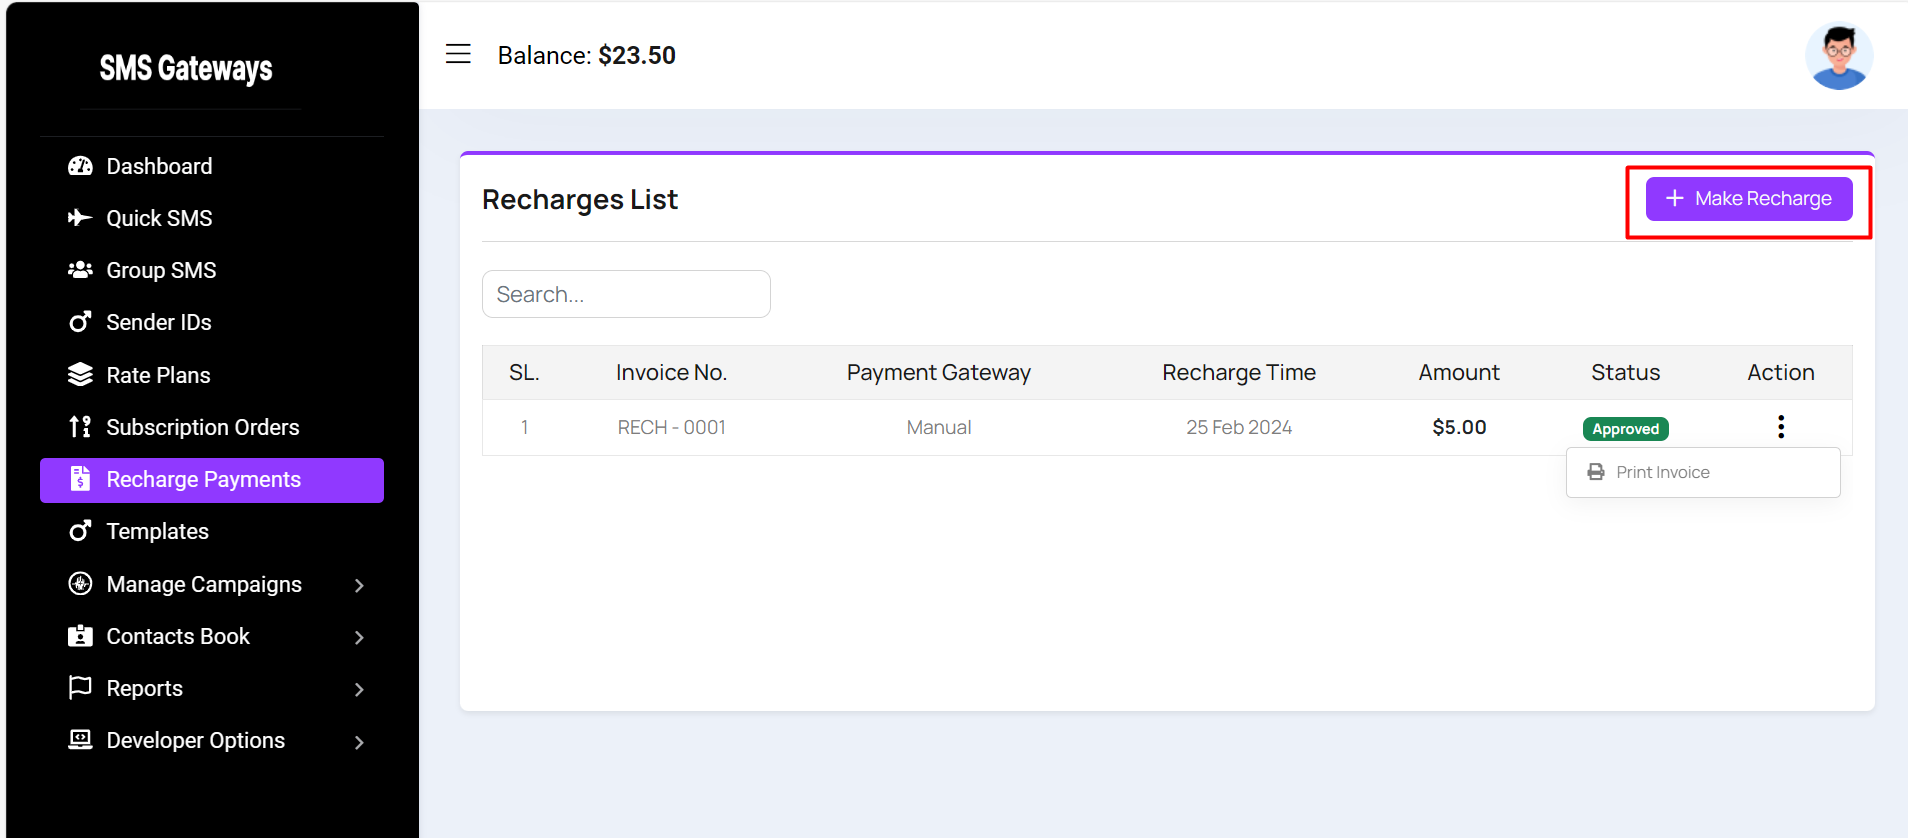 SMS Gateways
Balance: $23.50
Dashboard
Quick SMS
Group SMS
Sender IDs
Rate Plans
Subscription Orders
Recharge Payments
Templates
Manage Campaigns
Contacts Book
Reports
Developer Options
Recharges List
+ Make Recharge
Search...
SL. Invoice No. Payment Gateway Recharge Time Amount Status Action
1 RECH - 0001 Manual 25 Feb 2024 $5.00 Approved
Print Invoice